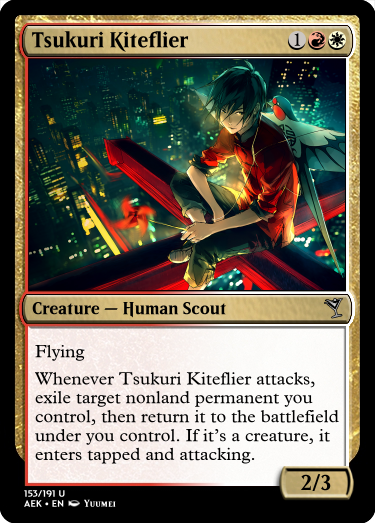 Tsukuri Kiteflier 1
Creature — Human Scout
Flying
Whenever Tsukuri Kiteflier attacks,
exile target nonland permanent you
control, then return it to the battlefield
under you control. If it's a creature, it
enters tapped and attacking.
2/3
153/191 U
AEK • EN Yuumei